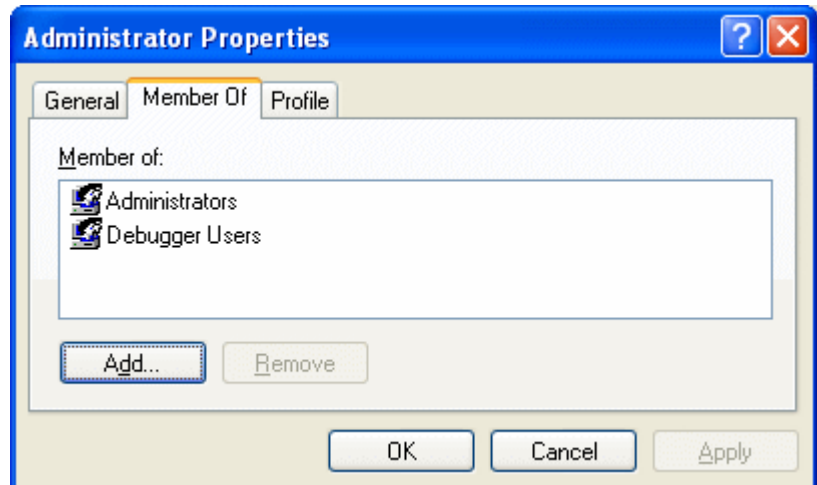 Administrator Properties
General Member Of Profile
Member of:
Administrators
Debugger Users
Add... Remove
OK Cancel Apply